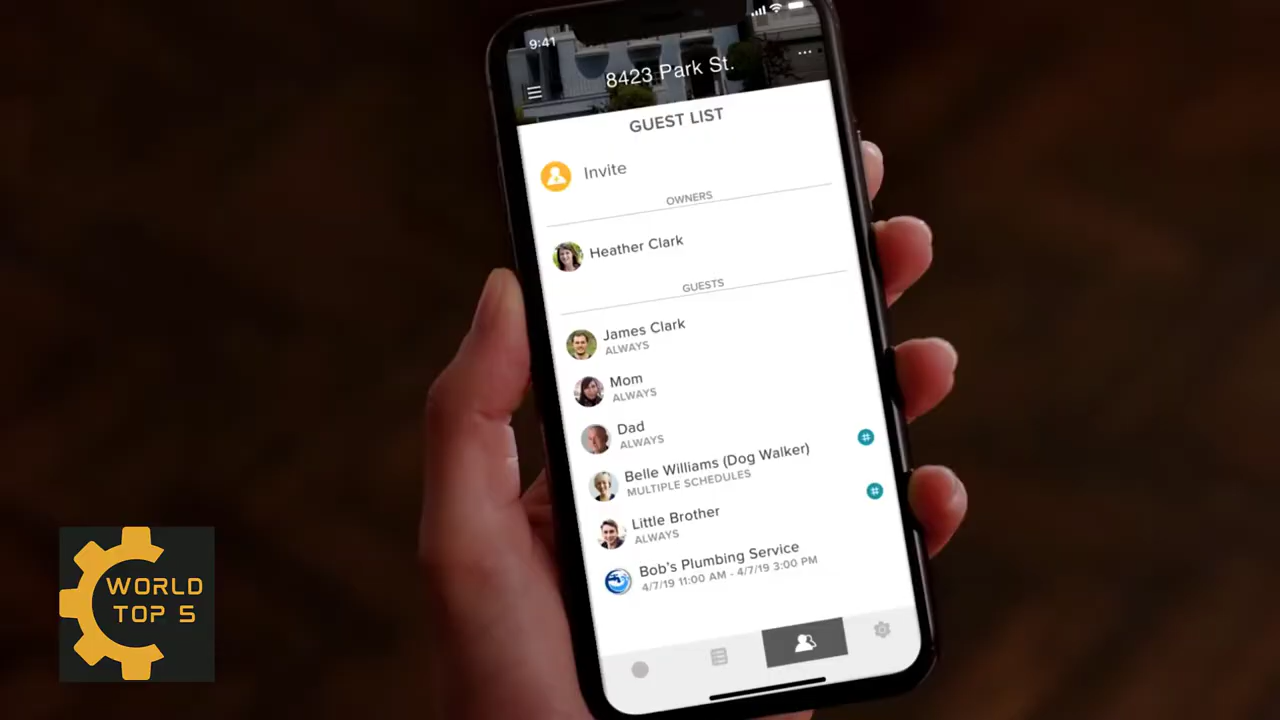 9:41
8423 Park St.
GUEST LIST
Invite
OWNERS
Heather Clark
GUESTS
James Clark
ALWAYS
Mom
ALWAYS
Dad
ALWAYS
Belle Williams (Dog Walker)
MULTIPLE SCHEDULES
#
Little Brother
ALWAYS
#
Bob's Plumbing Service
4/7/19 11:00 AM - 4/7/19 3:00 PM
WORLD
TOP 5